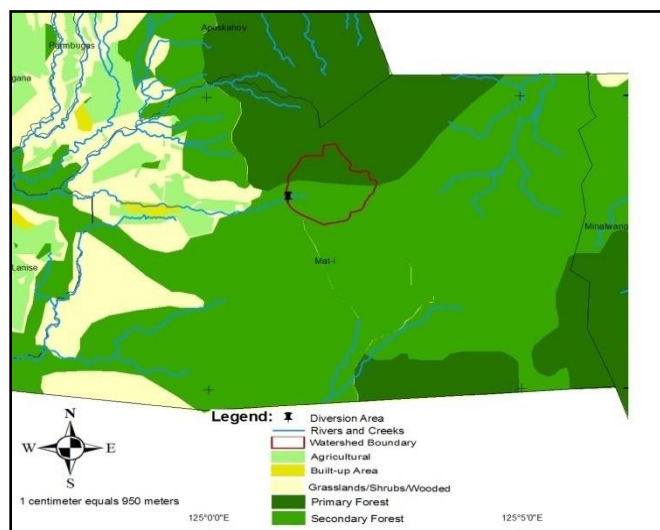 Apuskahoy
Pumbugas
gana
Minalwang
Lanise
Mat-i
Legend:
Diversion Area
Rivers and Creeks
Watershed Boundary
Agricultural
Built-up Area
Grasslands/Shrubs/Wooded
Primary Forest
Secondary Forest
N
W E
S
1 centimeter equals 950 meters
125°0'0"E
125°5'0"E